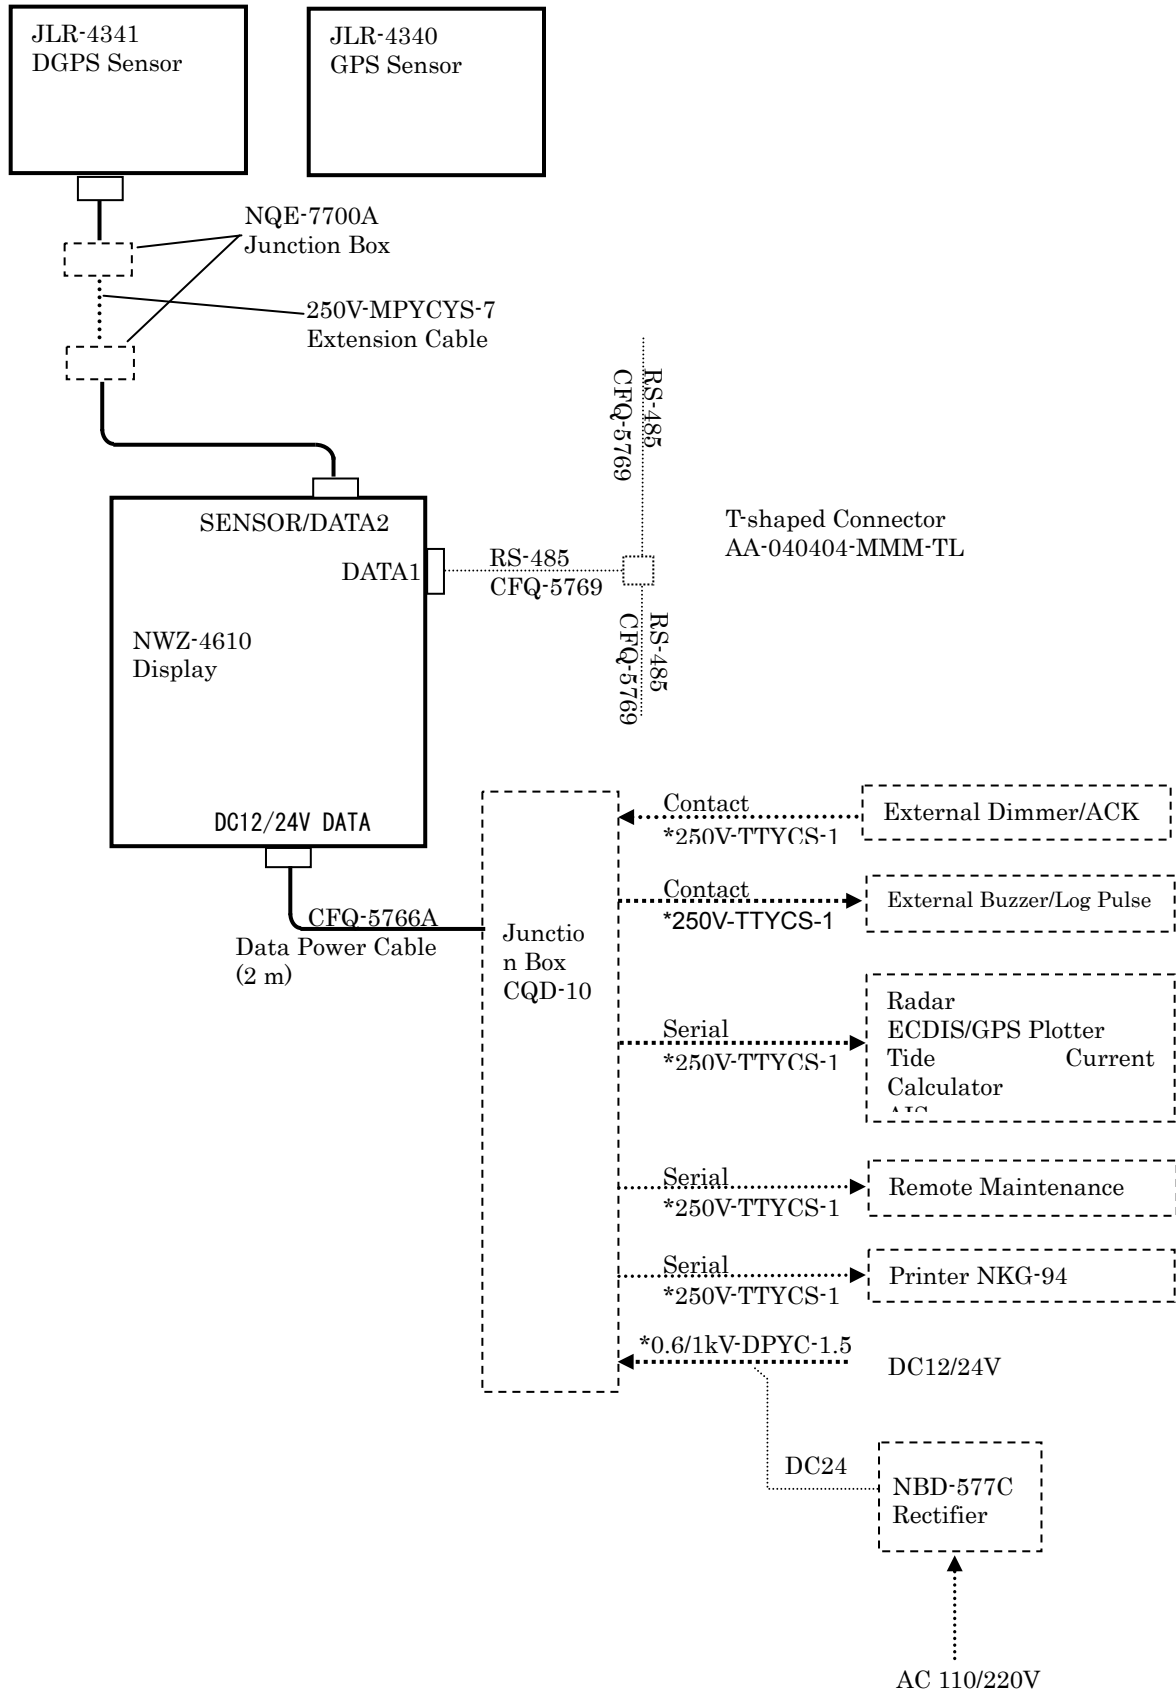 JLR-4341
DGPS Sensor
JLR-4340
GPS Sensor
NQE-7700A
Junction Box
250V-MPYCYS-7
Extension Cable
RS-485
CFQ-5769
SENSOR/DATA2
DATA1
RS-485
CFQ-5769
T-shaped Connector
AA-040404-MMM-TL
RS-485
CFQ-5769
NWZ-4610
Display
DC12/24V DATA
CFQ-5766A
Data Power Cable
(2 m)
Junctio
n Box
CQD-10
Contact
*250V-TTYCS-1
External Dimmer/ACK
Contact
*250V-TTYCS-1
External Buzzer/Log Pulse
Serial
*250V-TTYCS-1
Radar
ECDIS/GPS Plotter
Tide Current
Calculator
AIS
Serial
*250V-TTYCS-1
Remote Maintenance
Serial
*250V-TTYCS-1
Printer NKG-94
*0.6/1kV-DPYC-1.5
DC12/24V
DC24
NBD-577C
Rectifier
AC 110/220V